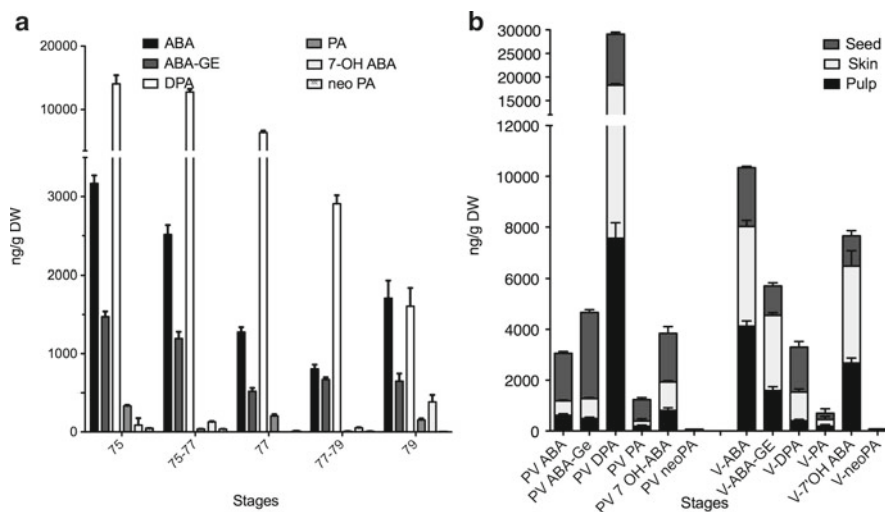 a
ABA
ABA-GE
DPA
PA
7-OH ABA
neo PA
20000
10000
3000
2000
1000
0
ng/g DW
75
75-77
77
77-79
79
Stages
b
Seed
Skin
Pulp
30000
25000
20000
15000
12000
10000
8000
6000
4000
2000
0
ng/g DW
PV ABA
PV ABA-Ge
PV DPA
PV PA
PV 7 OH-ABA
PV neoPA
V-ABA
V-ABA-GE
V-DPA
V-PA
V-7'OH ABA
V-neoPA
Stages